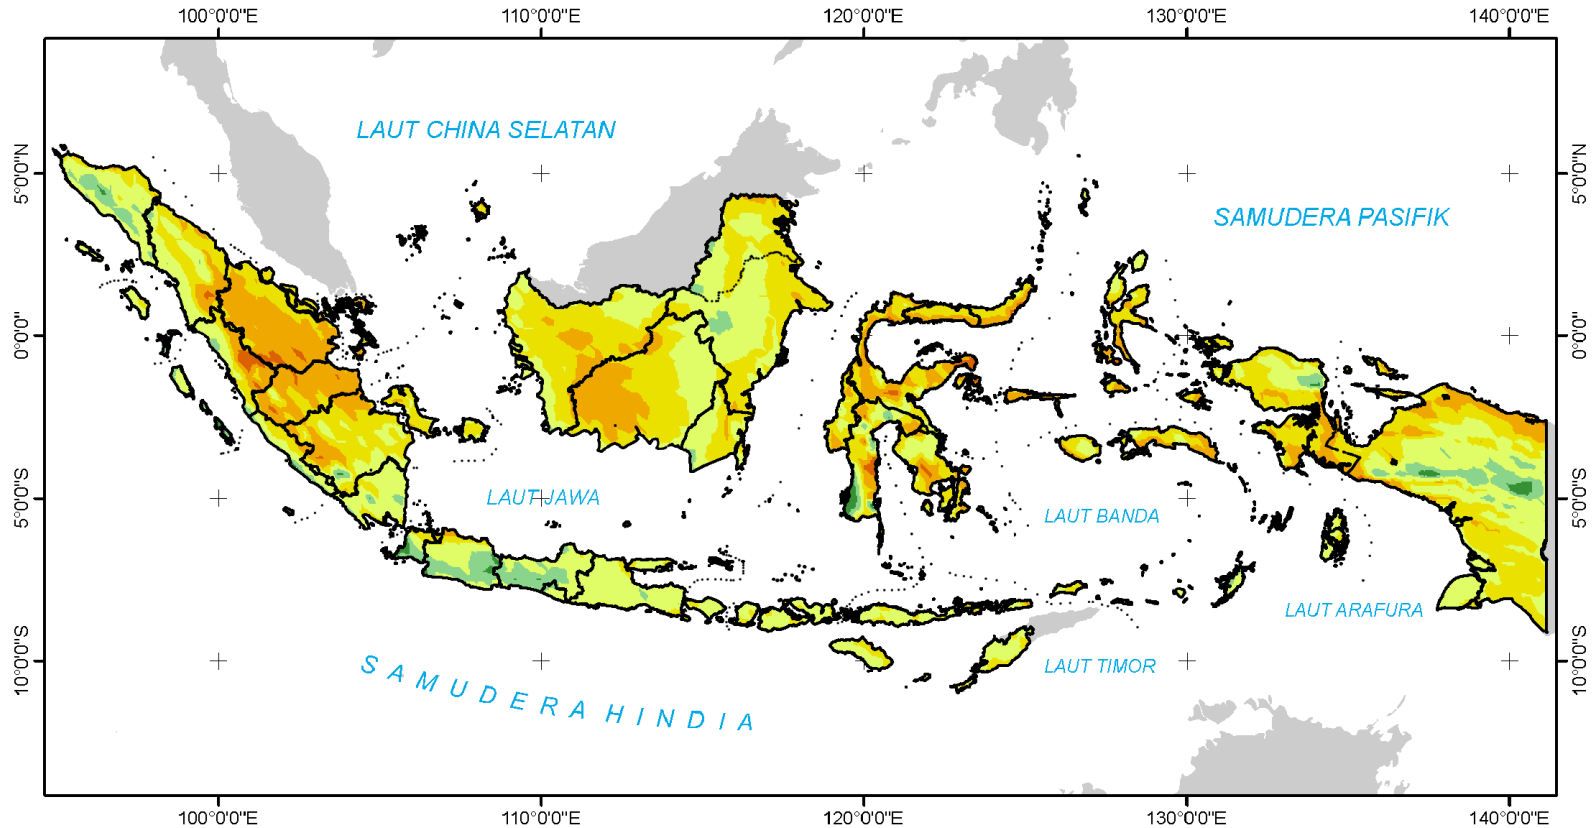 100°0'0"E 110°0'0"E 120°0'0"E 130°0'0"E 140°0'0"E
LAUT CHINA SELATAN
5°0'0"N 5°0'0"N
SAMUDERA PASIFIK
0°0'0" 0°0'0"
LAUT JAWA
5°0'0"S 5°0'0"S
LAUT BANDA
LAUT ARAFURA
10°0'0"S 10°0'0"S
LAUT TIMOR
SAMUDERA HINDIA
100°0'0"E 110°0'0"E 120°0'0"E 130°0'0"E 140°0'0"E